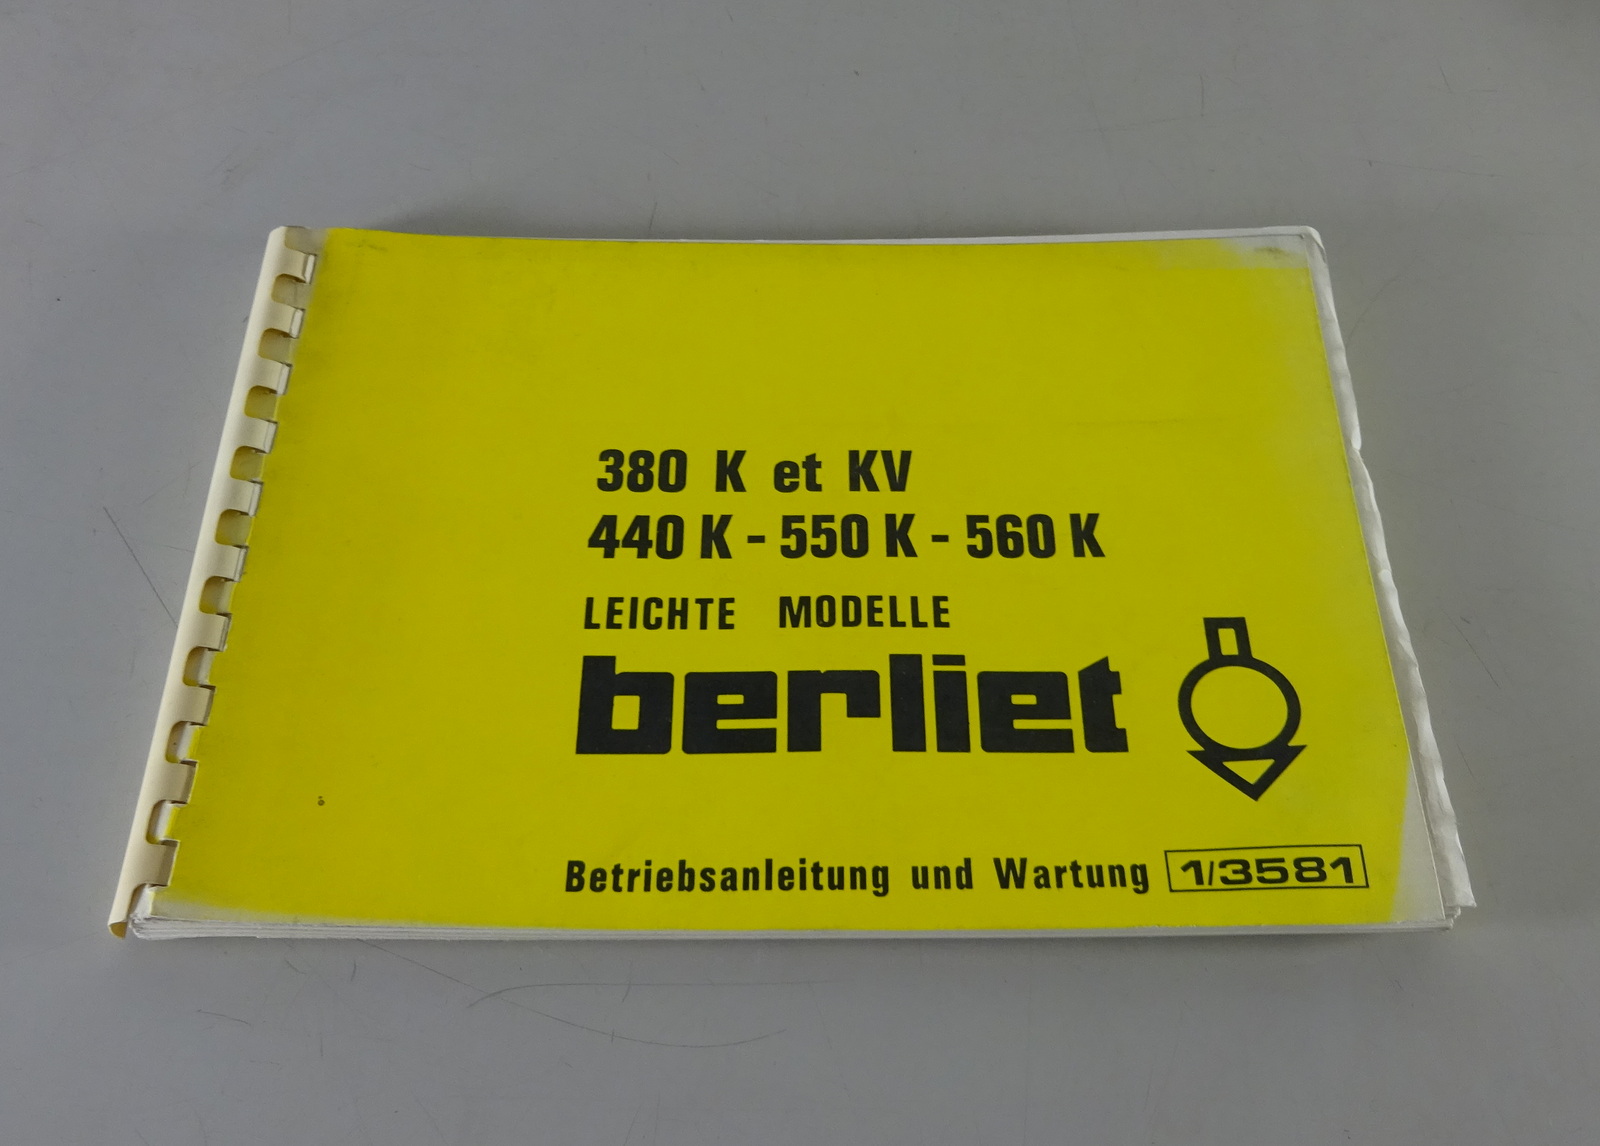 380 K et KV
440 K - 550 K - 560 K
LEICHTE MODELLE
berliet
Betriebsanleitung und Wartung 1/3581